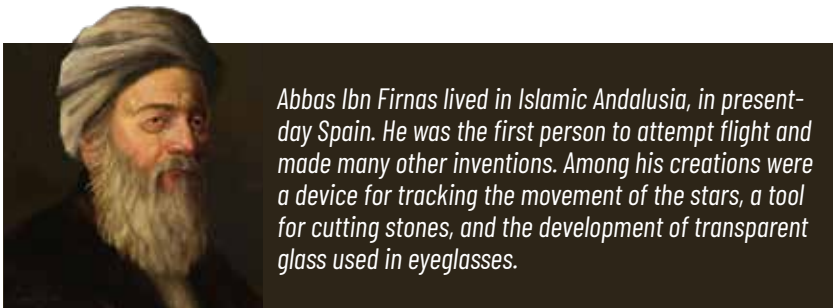 Abbas Ibn Firnas lived in Islamic Andalusia, in present-
day Spain. He was the first person to attempt flight and
made many other inventions. Among his creations were
a device for tracking the movement of the stars, a tool
for cutting stones, and the development of transparent
glass used in eyeglasses.